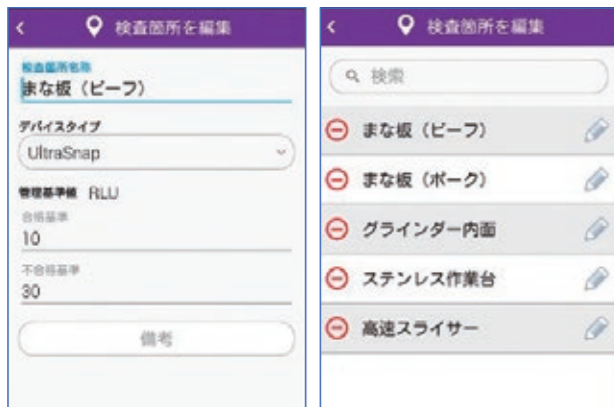 検査箇所を編集
検査箇所名称
まな板（ビーフ）
デバイスタイプ
UltraSnap
管理基準値 RLU
合格基準
10
不合格基準
30
備考
検査箇所を編集
検索
まな板（ビーフ）
まな板（ポーク）
グラインダー内面
ステンレス作業台
高速スライサー